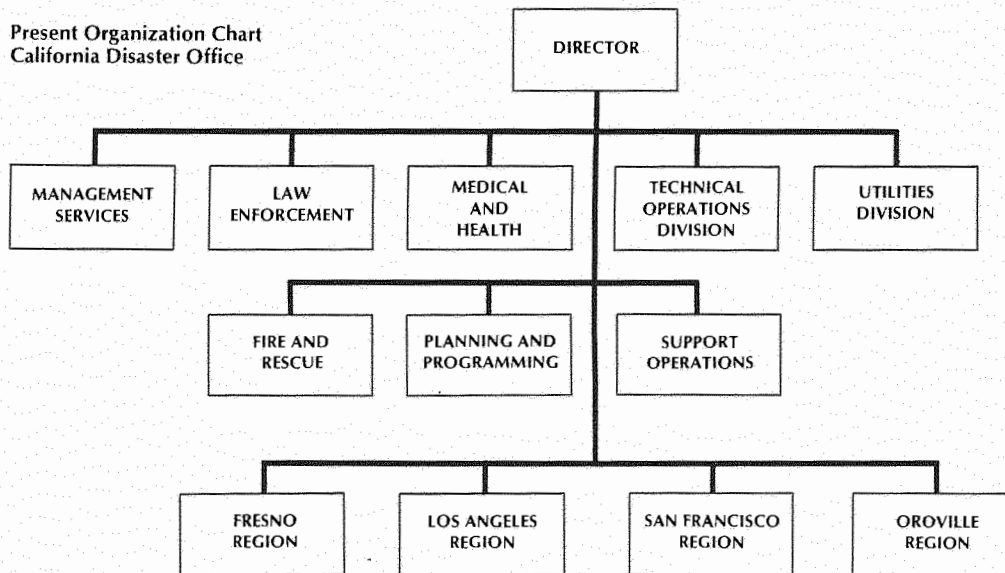 Present Organization Chart
California Disaster Office
DIRECTOR
MANAGEMENT
SERVICES
LAW
ENFORCEMENT
MEDICAL
AND
HEALTH
TECHNICAL
OPERATIONS
DIVISION
UTILITIES
DIVISION
FIRE AND
RESCUE
PLANNING AND
PROGRAMMING
SUPPORT
OPERATIONS
FRESNO
REGION
LOS ANGELES
REGION
SAN FRANCISCO
REGION
OROVILLE
REGION